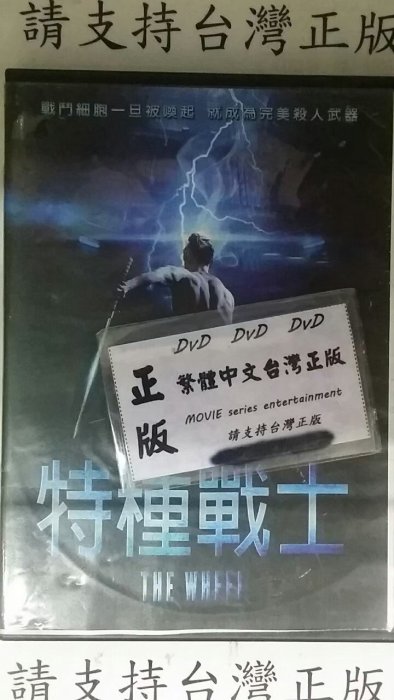 請支持台灣正版
戰鬥細胞一旦被喚起 就成為完美殺人武器
DVD DVD DVD
正版
繁體中文台灣正版
MOVIE series entertainment
請支持台灣正版
特種戰士
THE WHEEL
請支持台灣正版